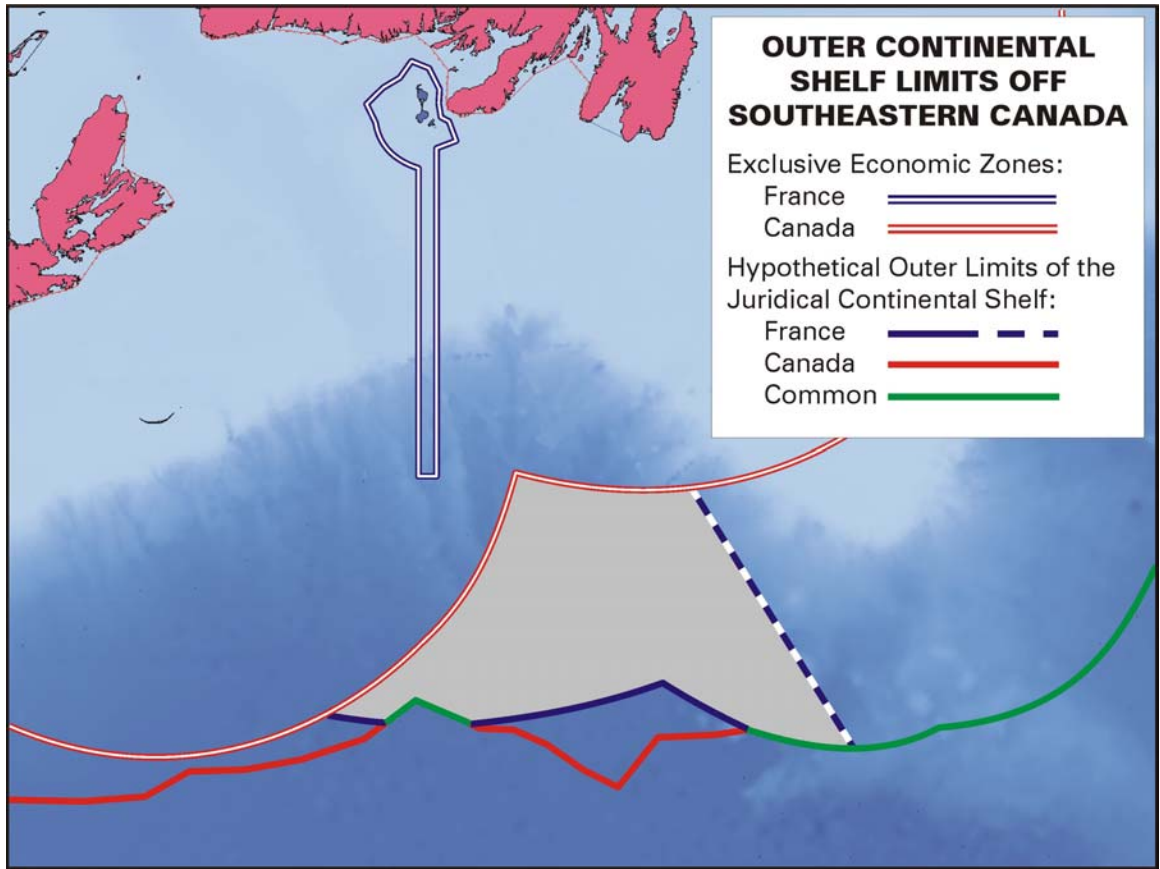 OUTER CONTINENTAL
SHELF LIMITS OFF
SOUTHEASTERN CANADA
Exclusive Economic Zones:
France
Canada
Hypothetical Outer Limits of the
Juridical Continental Shelf:
France
Canada
Common